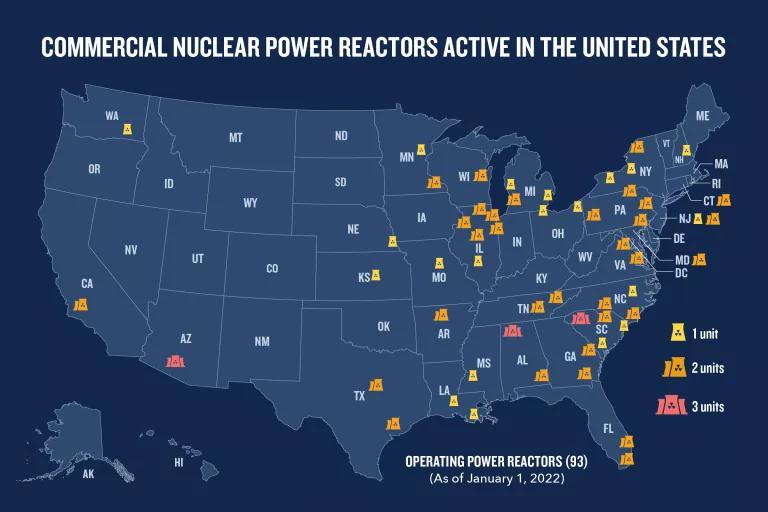 COMMERCIAL NUCLEAR POWER REACTORS ACTIVE IN THE UNITED STATES
WA
MT
ND
MN
ME
VT
NH
OR
ID
WY
SD
WI
MI
NY
MA
RI
CT
NV
UT
CO
NE
IA
IL
IN
OH
PA
NJ
DE
MD
DC
CA
KS
MO
KY
WV
VA
AZ
NM
OK
AR
TN
NC
SC
1 unit
TX
LA
MS
AL
GA
2 units
FL
3 units
AK
HI
OPERATING POWER REACTORS (93)
(As of January 1, 2022)